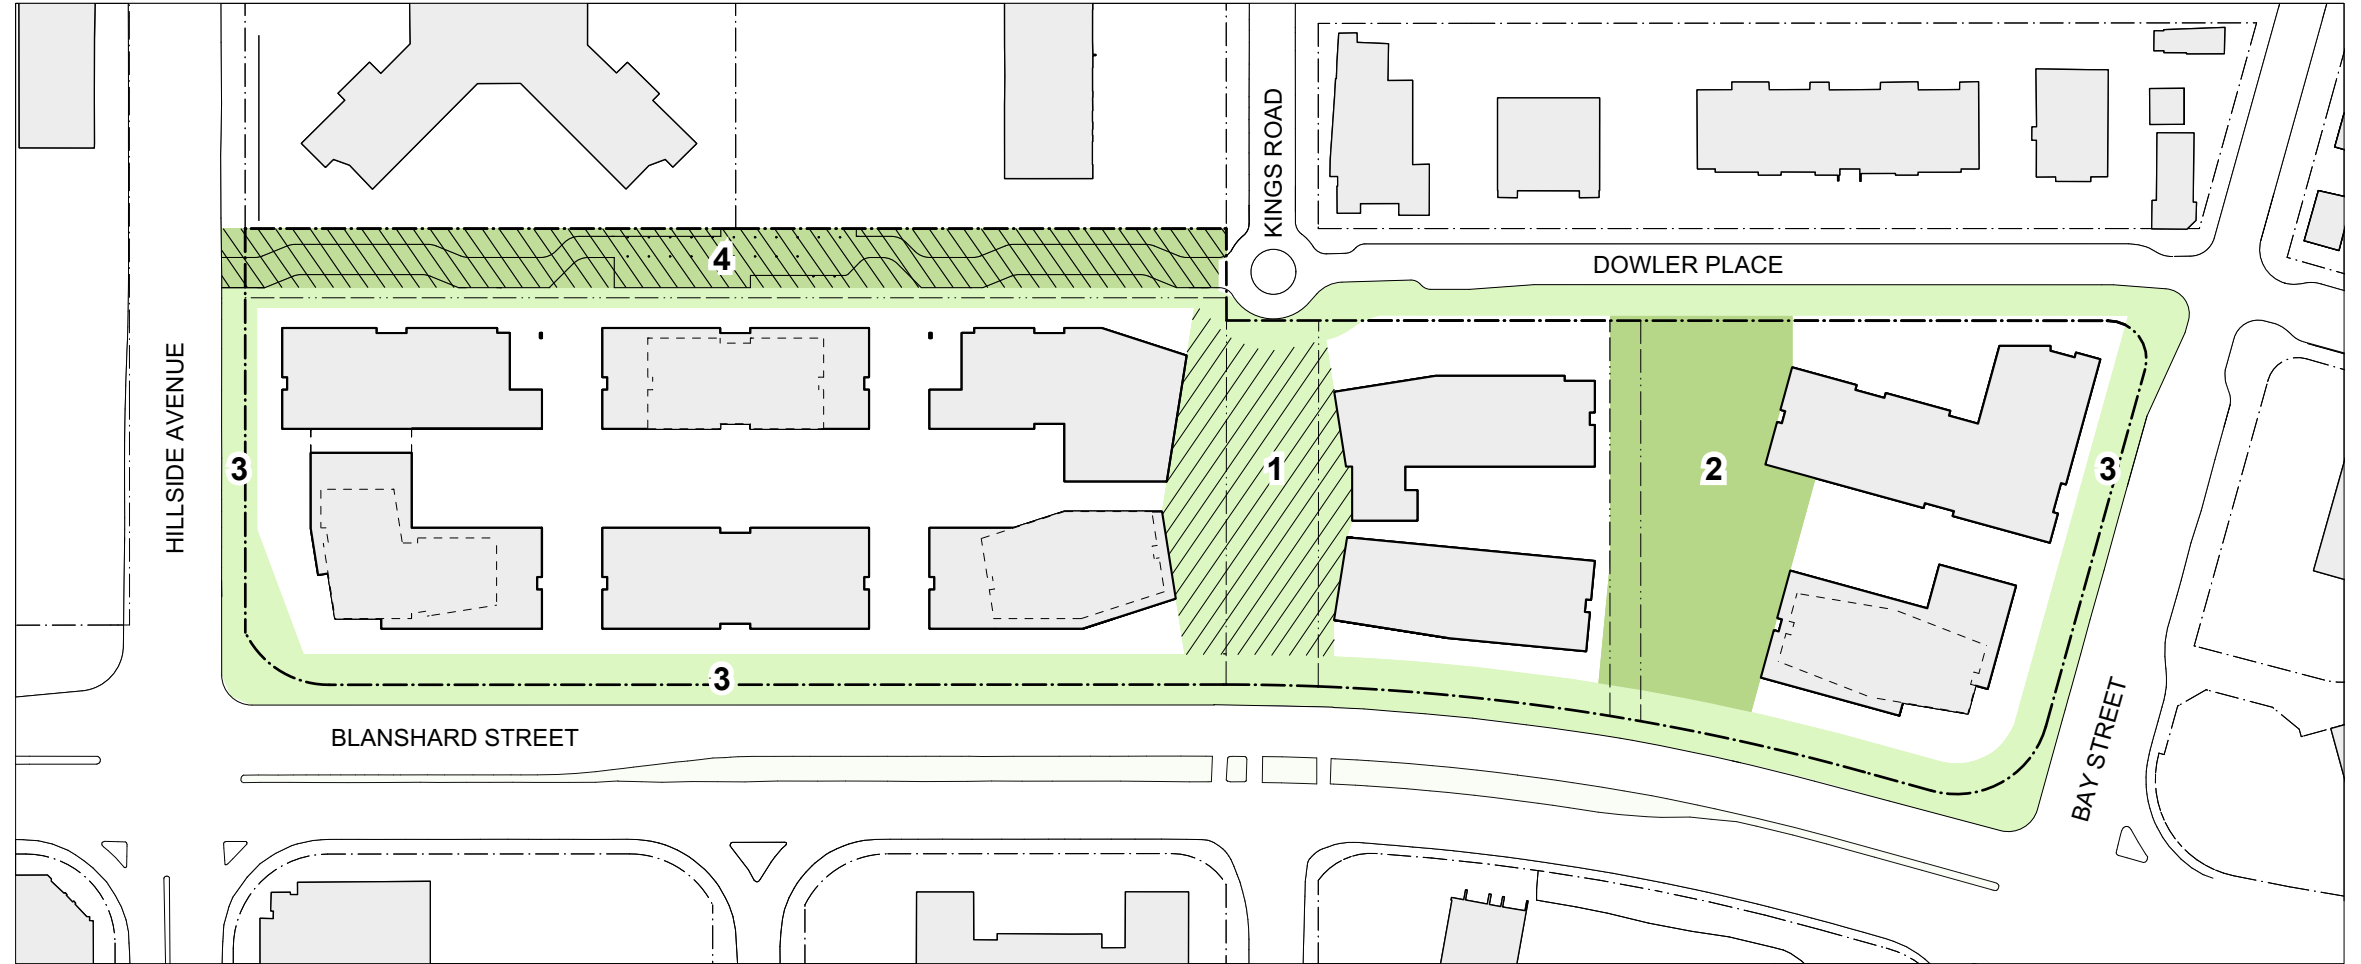 KINGS ROAD
4
DOWLER PLACE
HILLSIDE AVENUE
3
1
2
3
3
BLANSHARD STREET
BAY STREET